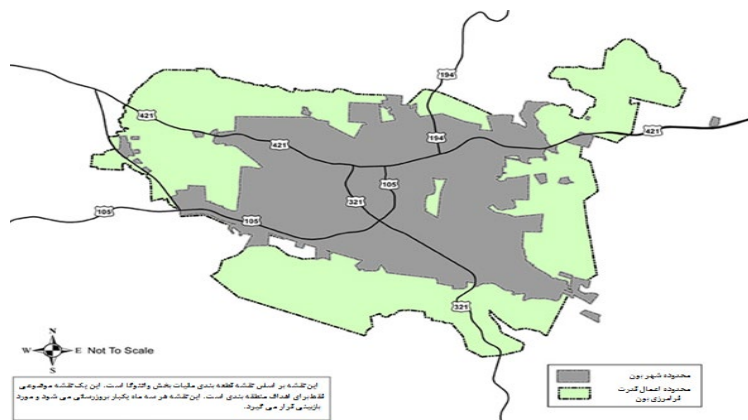 194
194
421
421
421
421
105
321
105
105
321
N
W E
S
Not To Scale
محدوده شهر بون
محدوده اعمال قدرت
فرامرزی بون
این نقشه بر اساس نقشه قطعه بندی مالیات بخش واتئوگا است. این یک نقشه موضوعی
فقط برای اهداف منطقه بندی است. این نقشه هر سه ماه یکبار بروزرسانی می شود و مورد
بازبینی قرار می گیرد.